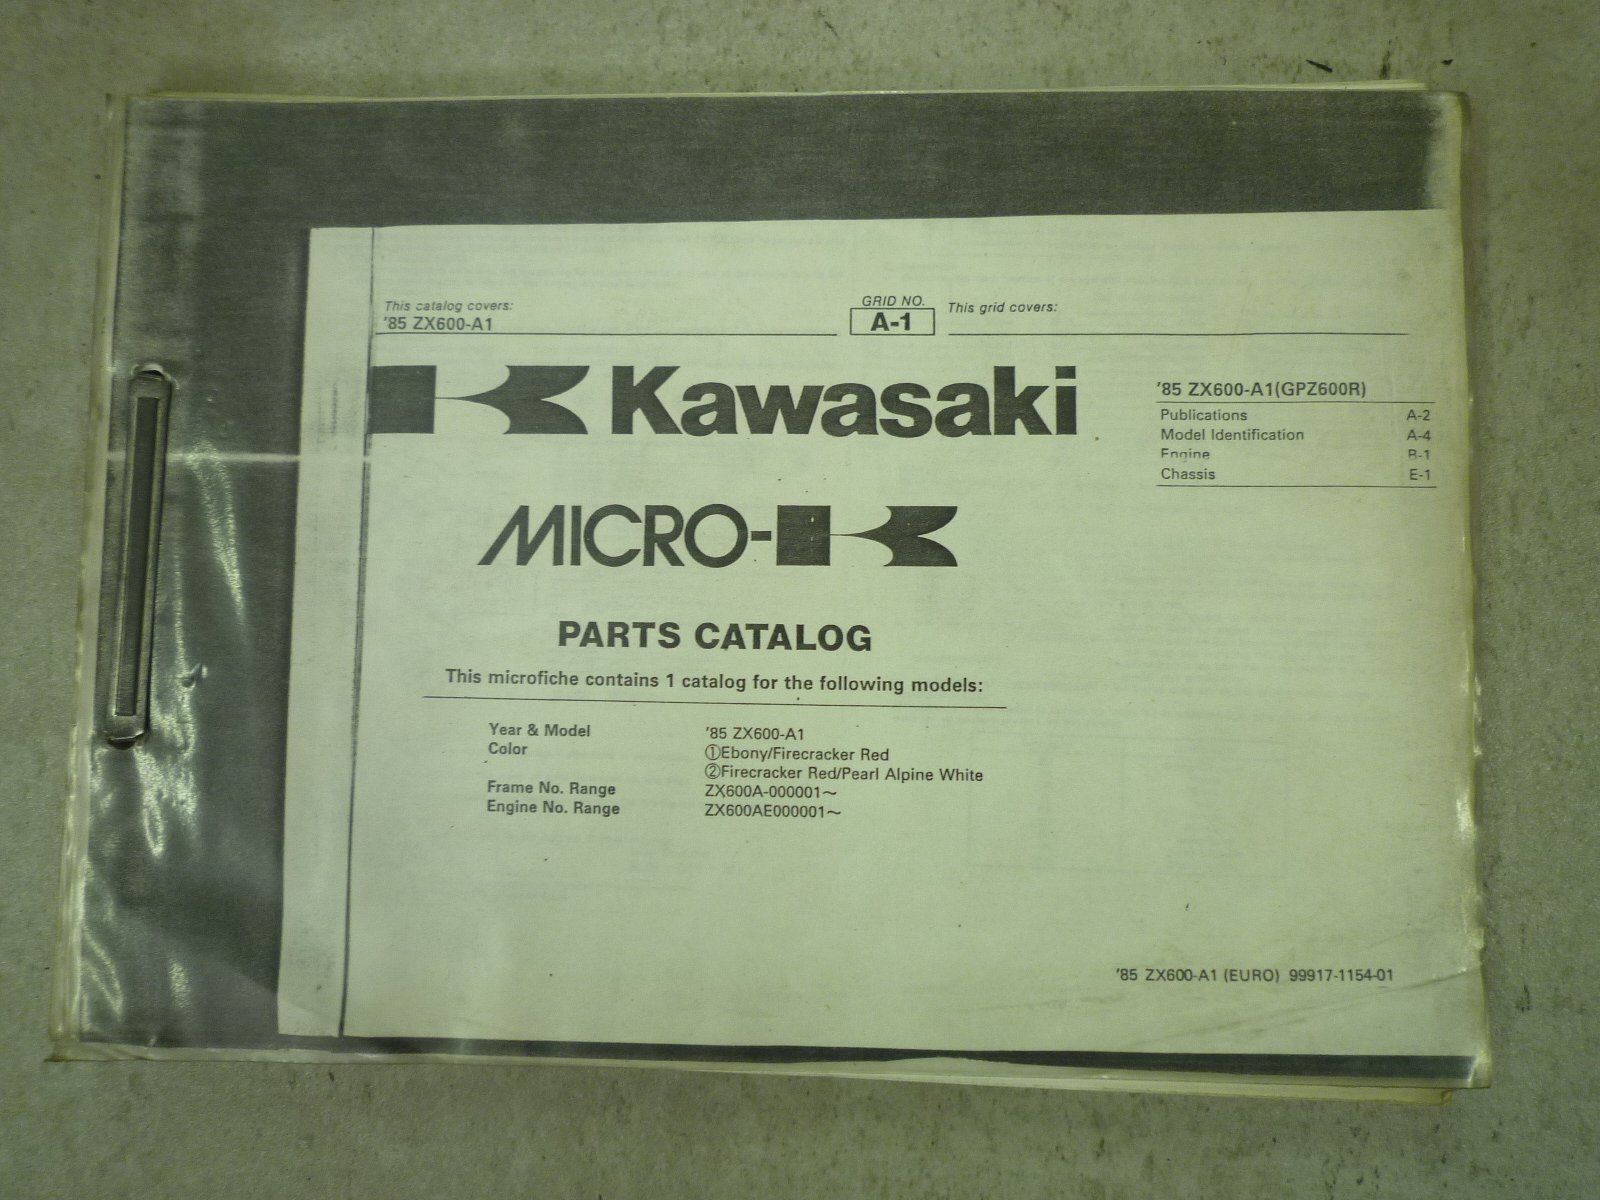 This catalog covers:
'85 ZX600-A1
GRID NO.
A-1
This grid covers:
Kawasaki
'85 ZX600-A1(GPZ600R)
Publications A-2
Model Identification A-4
Engine B-1
Chassis E-1
MICRO-K
PARTS CATALOG
This microfiche contains 1 catalog for the following models:
Year & Model '85 ZX600-A1
Color ①Ebony/Firecracker Red
②Firecracker Red/Pearl Alpine White
Frame No. Range ZX600A-000001~
Engine No. Range ZX600AE000001~
'85 ZX600-A1 (EURO) 99917-1154-01